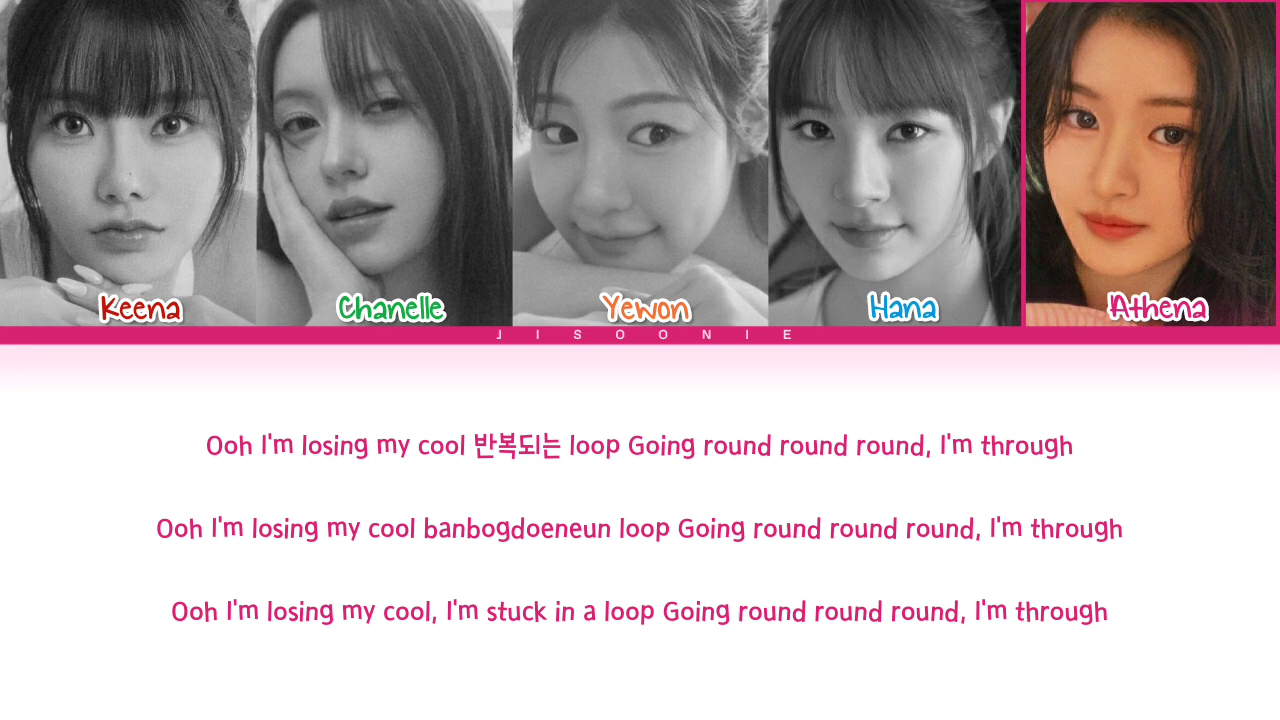 Keena
Chanelle
Yewon
Hana
Athena
JISOONIE
Ooh I'm losing my cool 반복되는 loop Going round round round, I'm through
Ooh I'm losing my cool banbogdoeneun loop Going round round round, I'm through
Ooh I'm losing my cool, I'm stuck in a loop Going round round round, I'm through